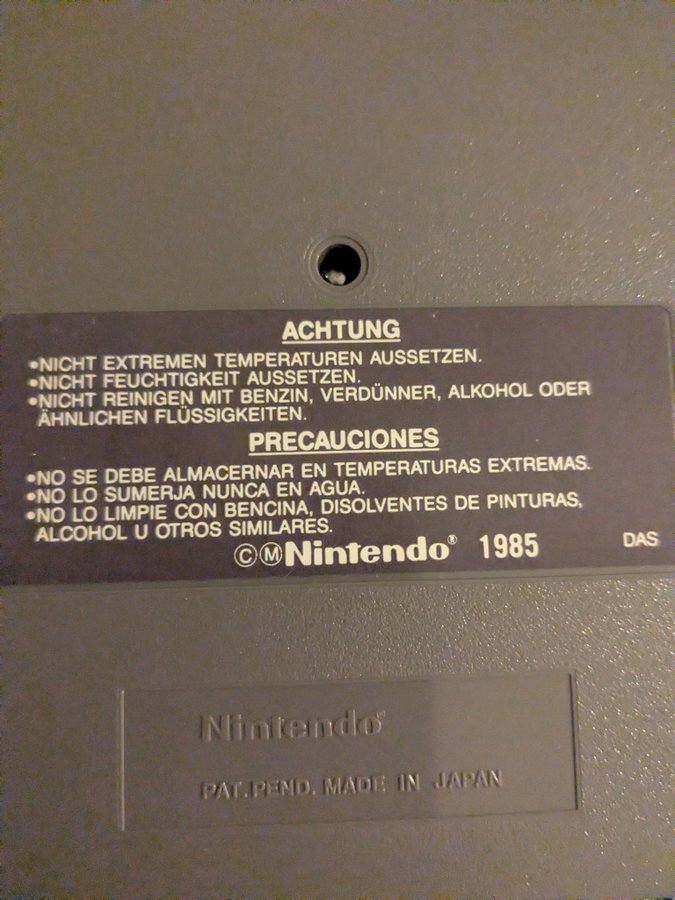 ACHTUNG
•NICHT EXTREMEN TEMPERATUREN AUSSETZEN.
•NICHT FEUCHTIGKEIT AUSSETZEN.
•NICHT REINIGEN MIT BENZIN, VERDÜNNER, ALKOHOL ODER
ÄHNLICHEN FLÜSSIGKEITEN.
PRECAUCIONES
•NO SE DEBE ALMACERNAR EN TEMPERATURAS EXTREMAS.
•NO LO SUMERJA NUNCA EN AGUA.
•NO LO LIMPIE CON BENCINA, DISOLVENTES DE PINTURAS,
ALCOHOL U OTROS SIMILARES.
©Ⓜ Nintendo® 1985 DAS
Nintendo®
PAT. PEND. MADE IN JAPAN